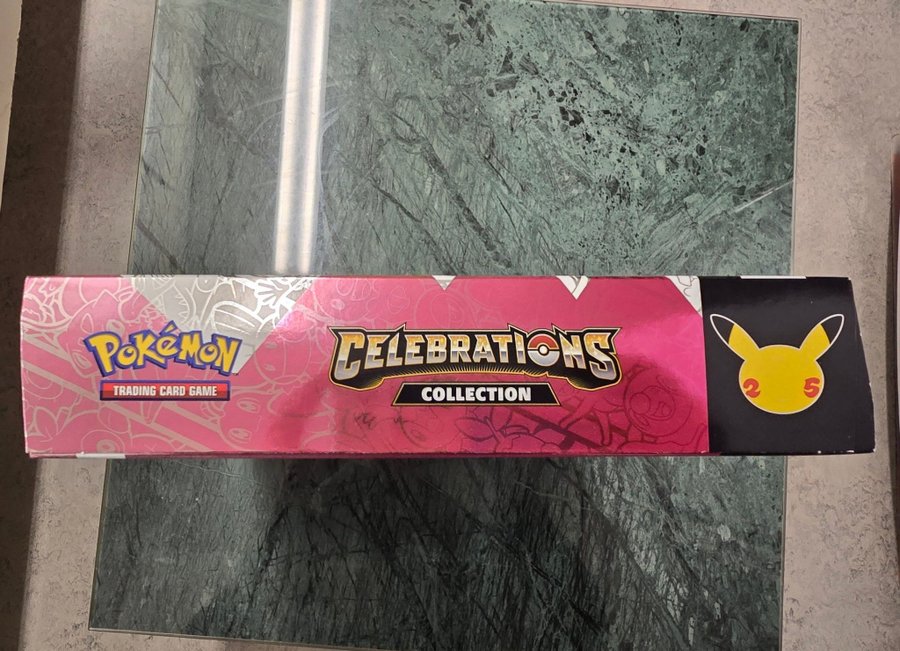 POKéMON
TRADING CARD GAME
CELEBRATIONS
COLLECTION
25